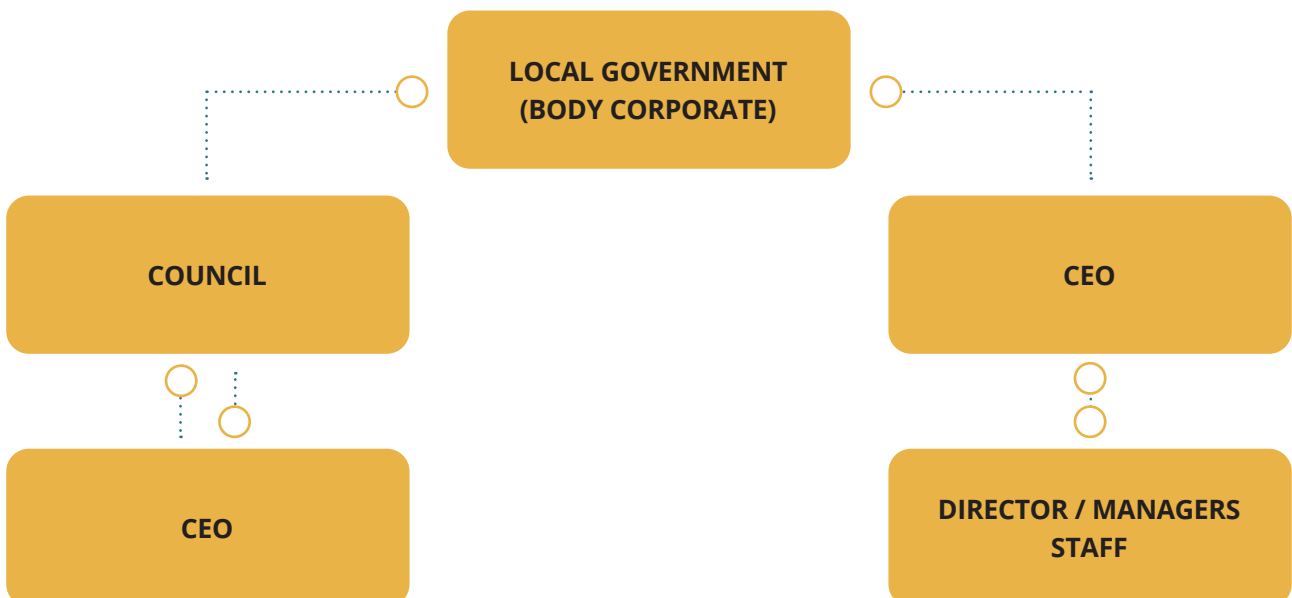 LOCAL GOVERNMENT
(BODY CORPORATE)
COUNCIL
CEO
CEO
DIRECTOR / MANAGERS
STAFF